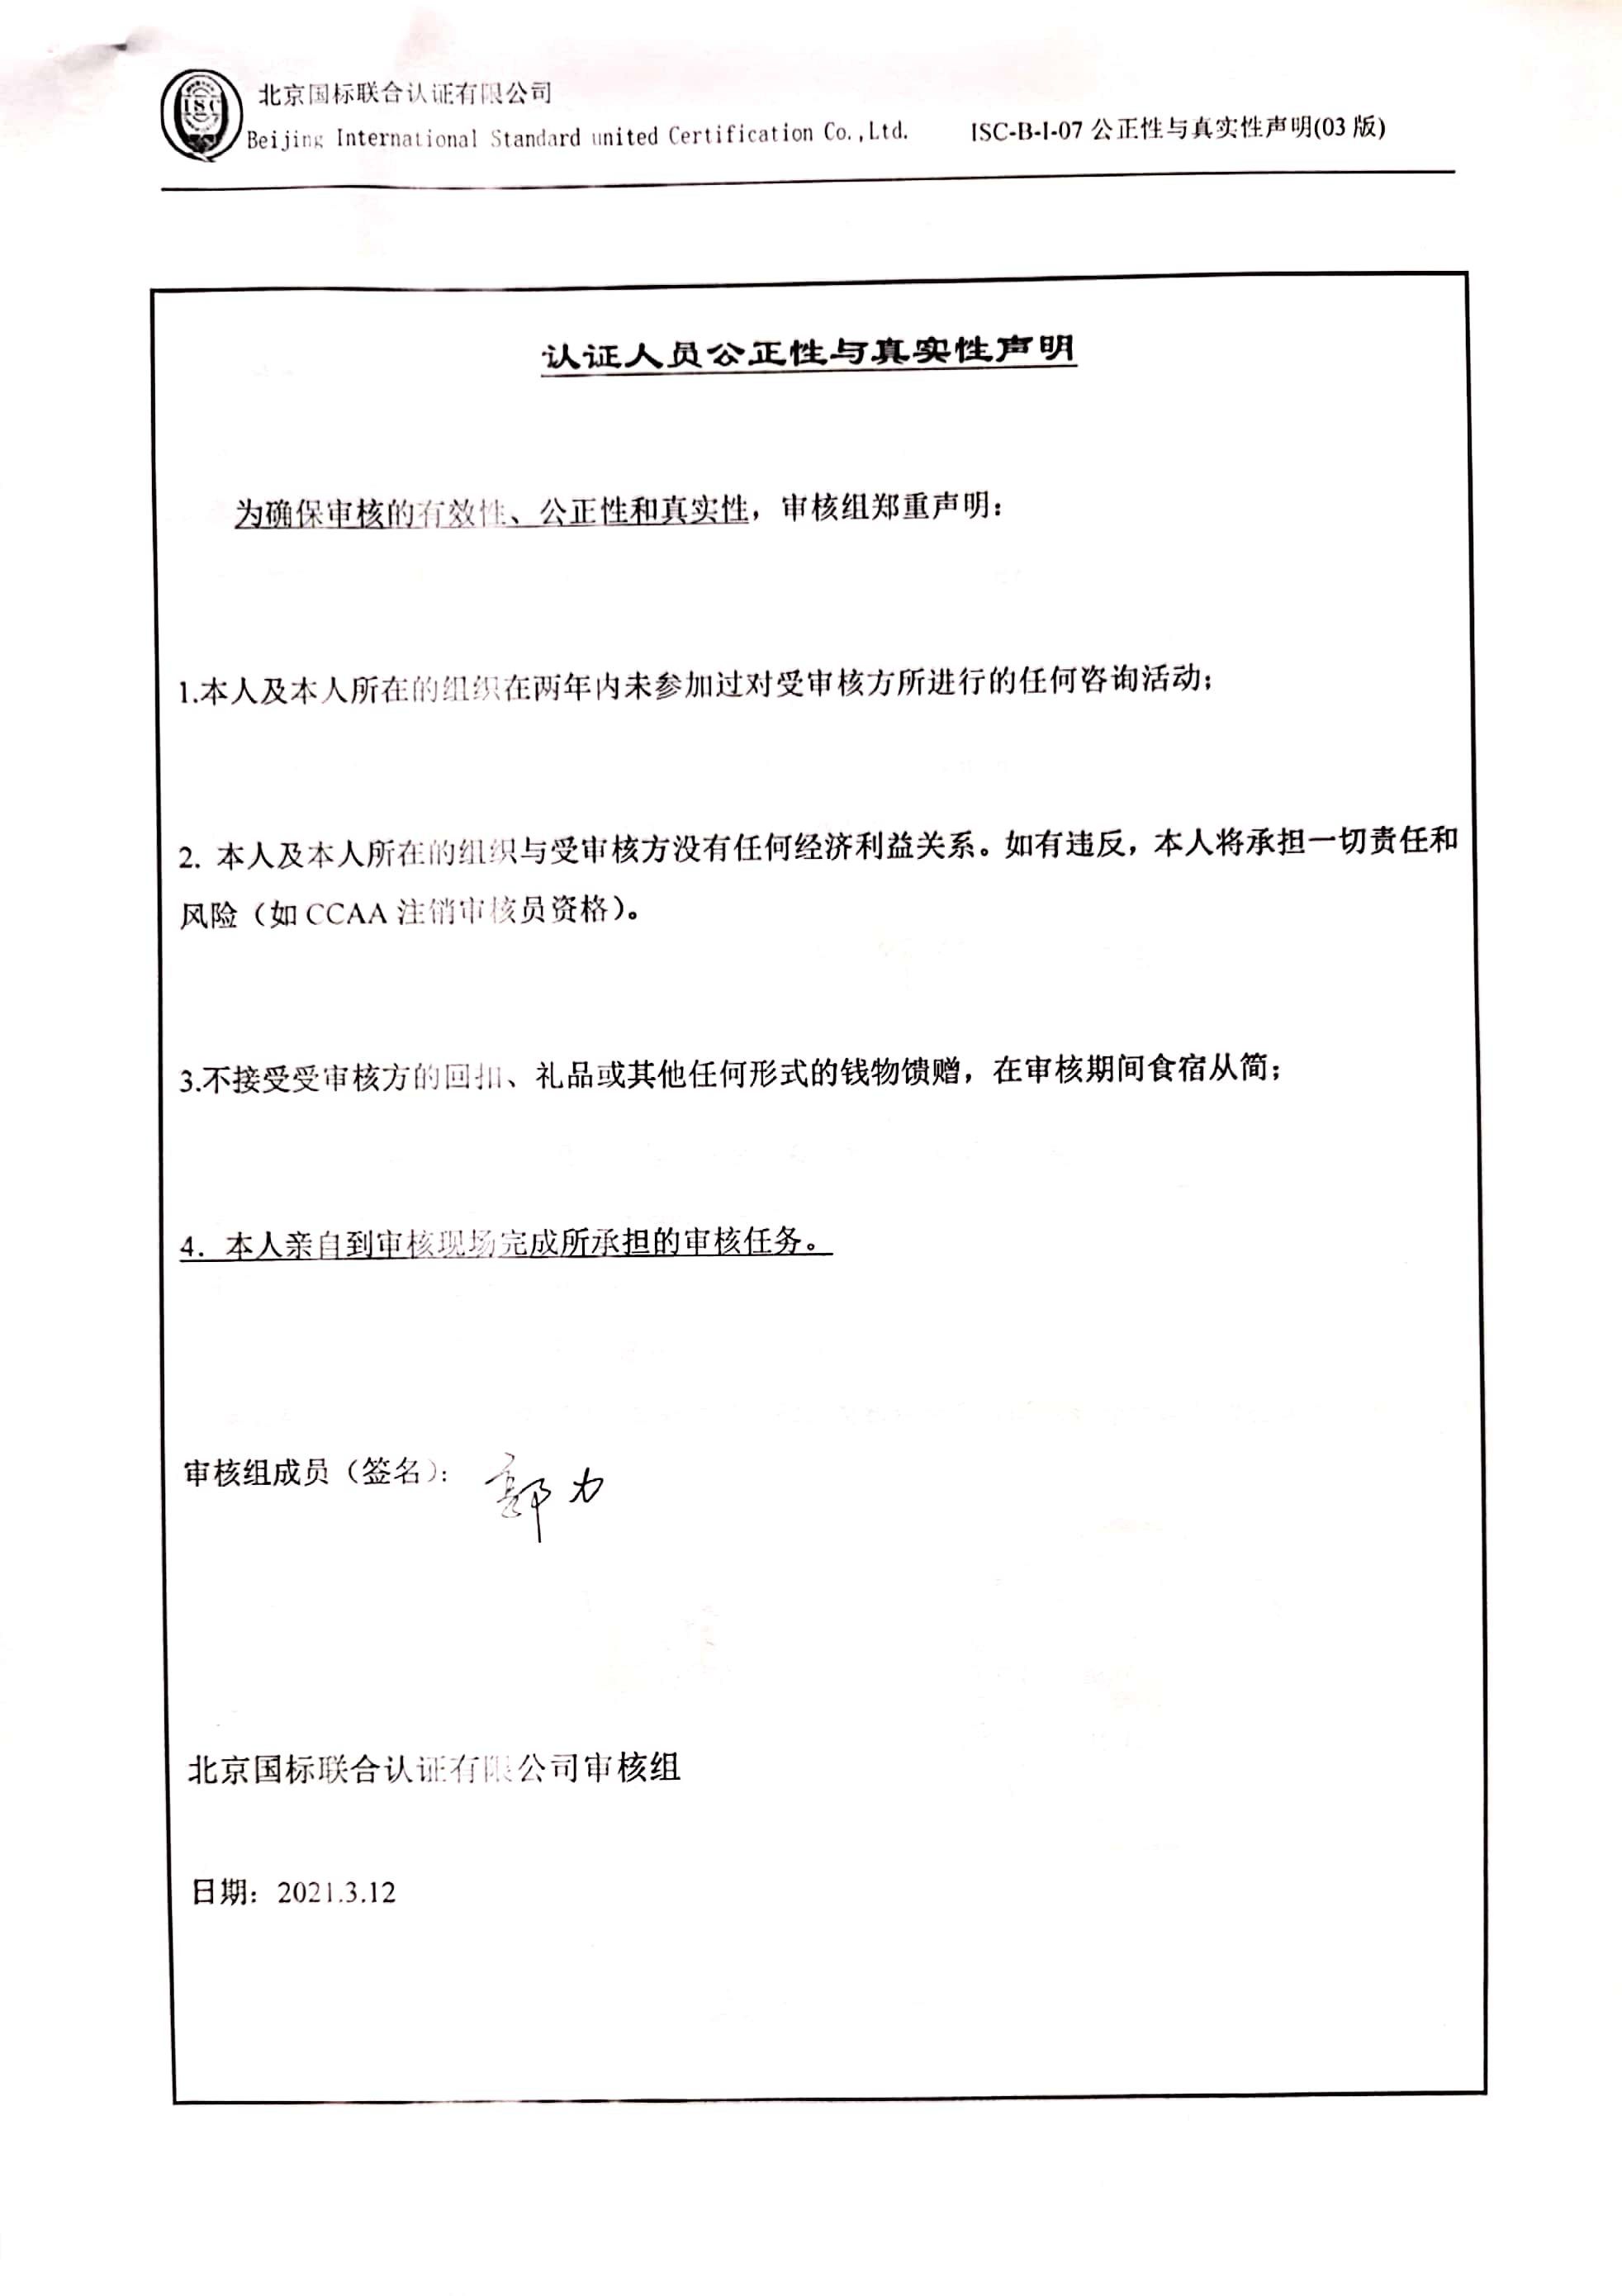 北京国标联合认证有限公司
Beijing International Standard united Certification Co.,Ltd. ISC-B-I-07 公正性与真实性声明(03 版)
ISC
认证人员公正性与真实性声明
为确保审核的有效性、公正性和真实性，审核组郑重声明：
1.本人及本人所在的组织在两年内未参加过对受审核方所进行的任何咨询活动；
2. 本人及本人所在的组织与受审核方没有任何经济利益关系。如有违反，本人将承担一切责任和
风险（如 CCAA 注销审核员资格）。
3.不接受受审核方的回扣、礼品或其他任何形式的钱物馈赠，在审核期间食宿从简；
4. 本人亲自到审核现场完成所承担的审核任务。
审核组成员（签名）： 郭力
北京国标联合认证有限公司审核组
日期：2021.3.12